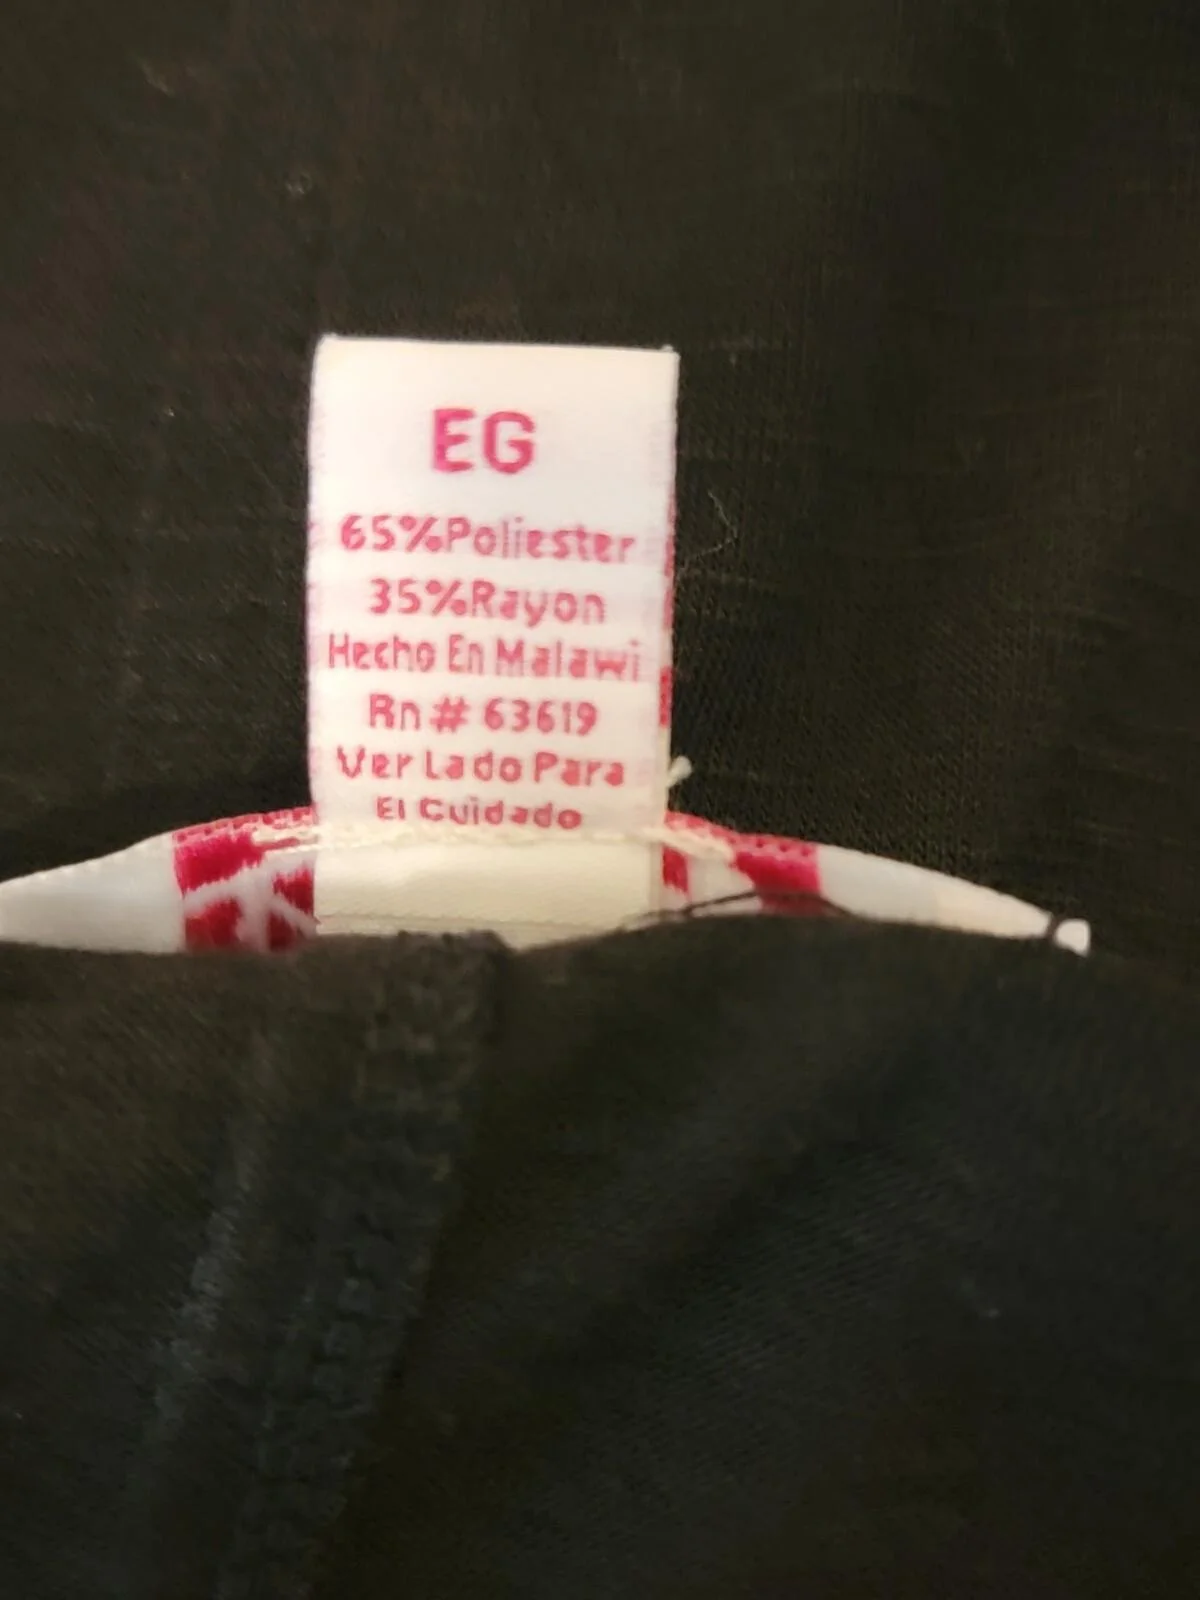 EG
65%Poliester
35%Rayon
Hecho En Malawi
Rn# 63619
Ver Lado Para
El Cuidado